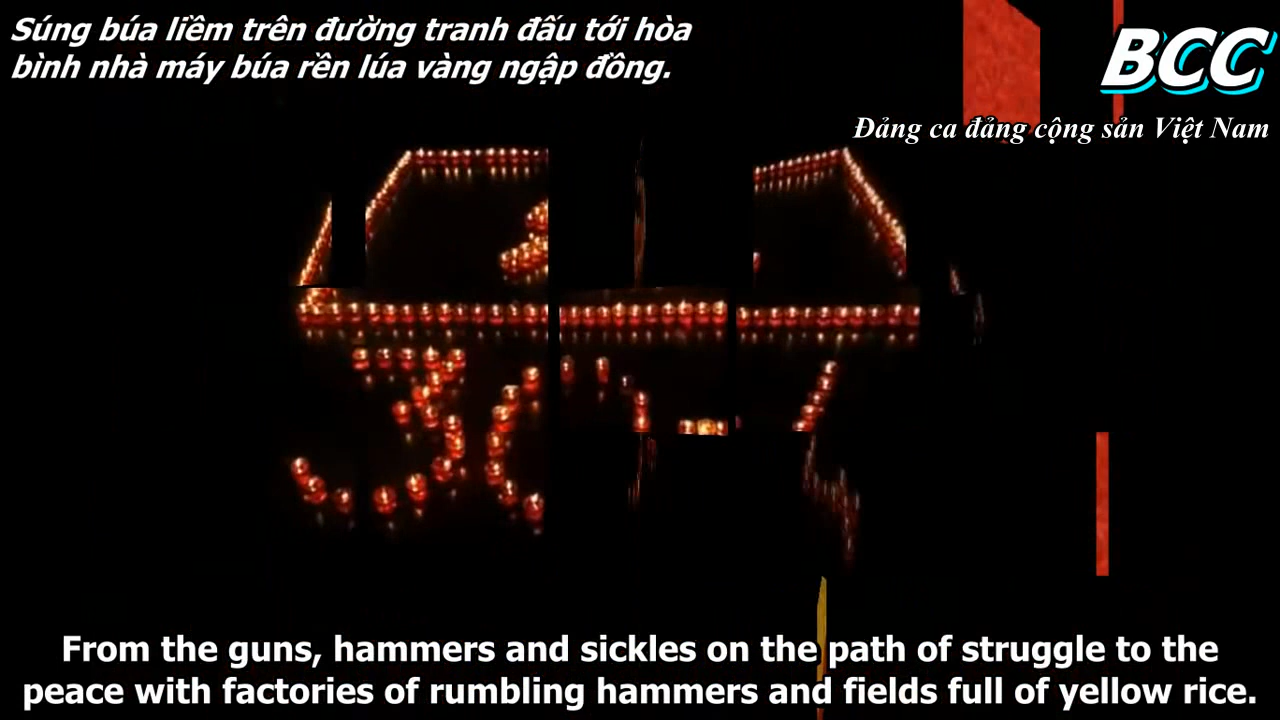 Súng búa liềm trên đường tranh đấu tới hòa
bình nhà máy búa rền lúa vàng ngập đồng.
BCC
Đảng ca đảng cộng sản Việt Nam
From the guns, hammers and sickles on the path of struggle to the
peace with factories of rumbling hammers and fields full of yellow rice.